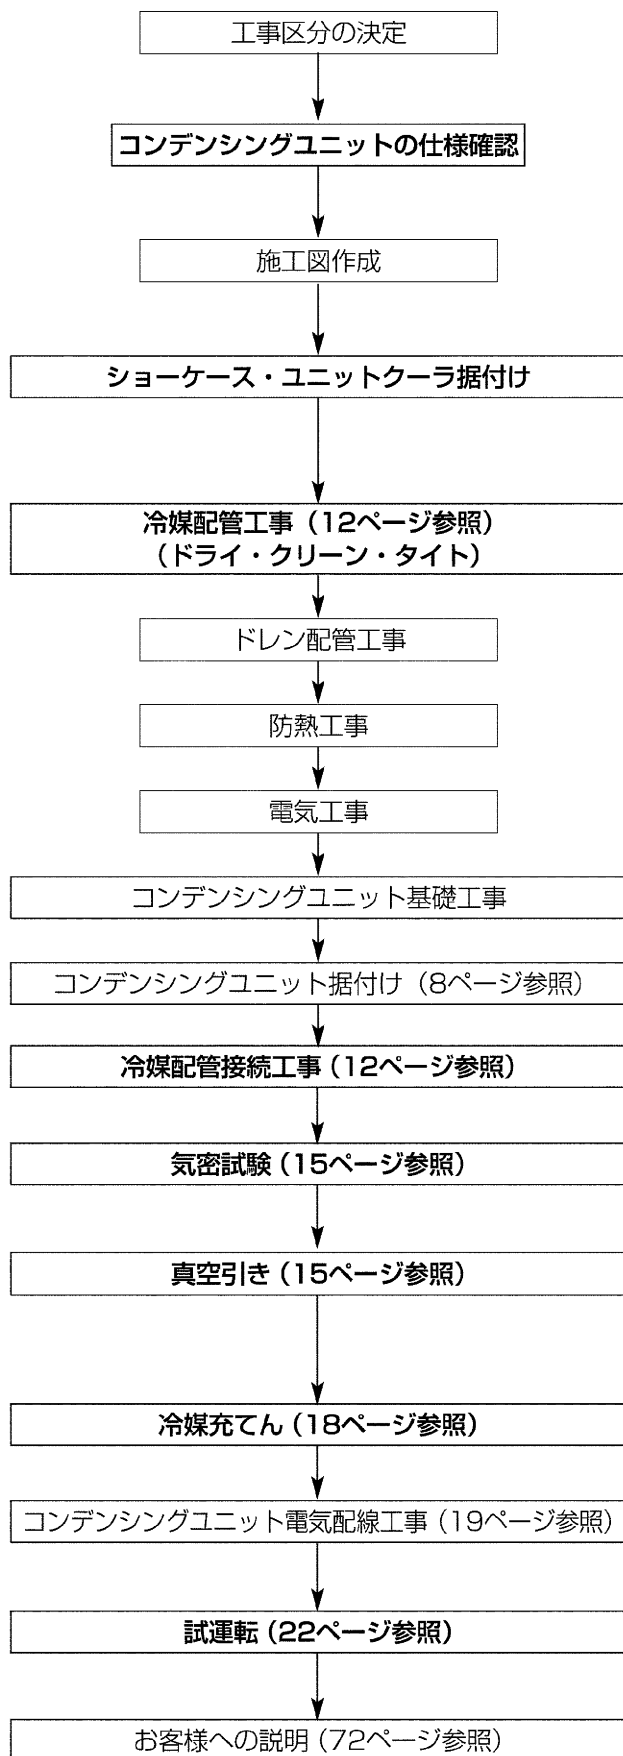 工事区分の決定
コンデンシングユニットの仕様確認
施工図作成
ショーケース・ユニットクーラ据付け
冷媒配管工事（12ページ参照）
（ドライ・クリーン・タイト）
ドレン配管工事
防熱工事
電気工事
コンデンシングユニット基礎工事
コンデンシングユニット据付け（8ページ参照）
冷媒配管接続工事（12ページ参照）
気密試験（15ページ参照）
真空引き（15ページ参照）
冷媒充てん（18ページ参照）
コンデンシングユニット電気配線工事（19ページ参照）
試運転（22ページ参照）
お客様への説明（72ページ参照）